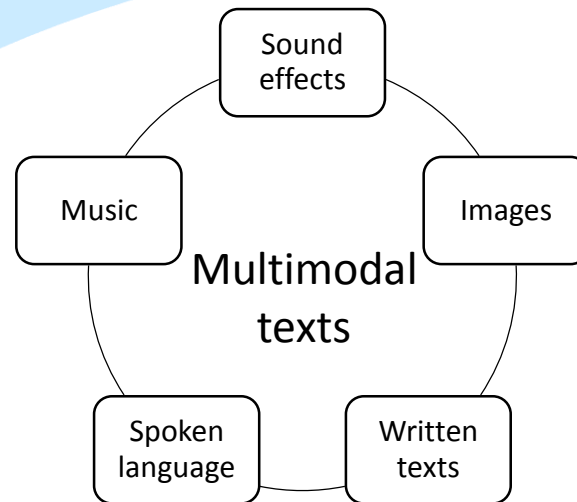 Sound
effects
Music
Images
Multimodal
texts
Spoken
language
Written
texts